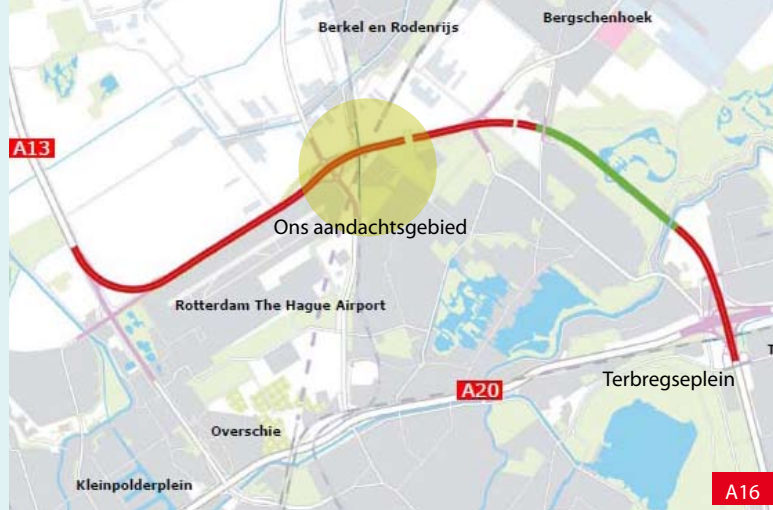 Bergschenhoek
Berkel en Rodenrijs
A13
Ons aandachtsgebied
Rotterdam The Hague Airport
T
Terbregseplein
A20
Overschie
Kleinpolderplein
A16